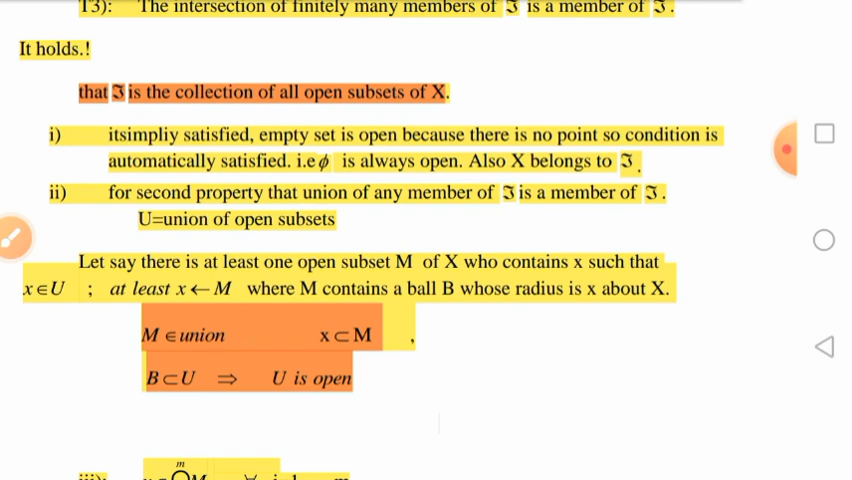 T3): The intersection of finitely many members of ℑ is a member of ℑ.
It holds.!
that ℑ is the collection of all open subsets of X.
i) itsimpliy satisfied, empty set is open because there is no point so condition is
automatically satisfied. i.e ϕ is always open. Also X belongs to ℑ.
ii) for second property that union of any member of ℑ is a member of ℑ.
U=union of open subsets
Let say there is at least one open subset M of X who contains x such that
x∈U ; at least x←M where M contains a ball B whose radius is x about X.
M∈union x⊂M ,
B⊂U ⇒ U is open